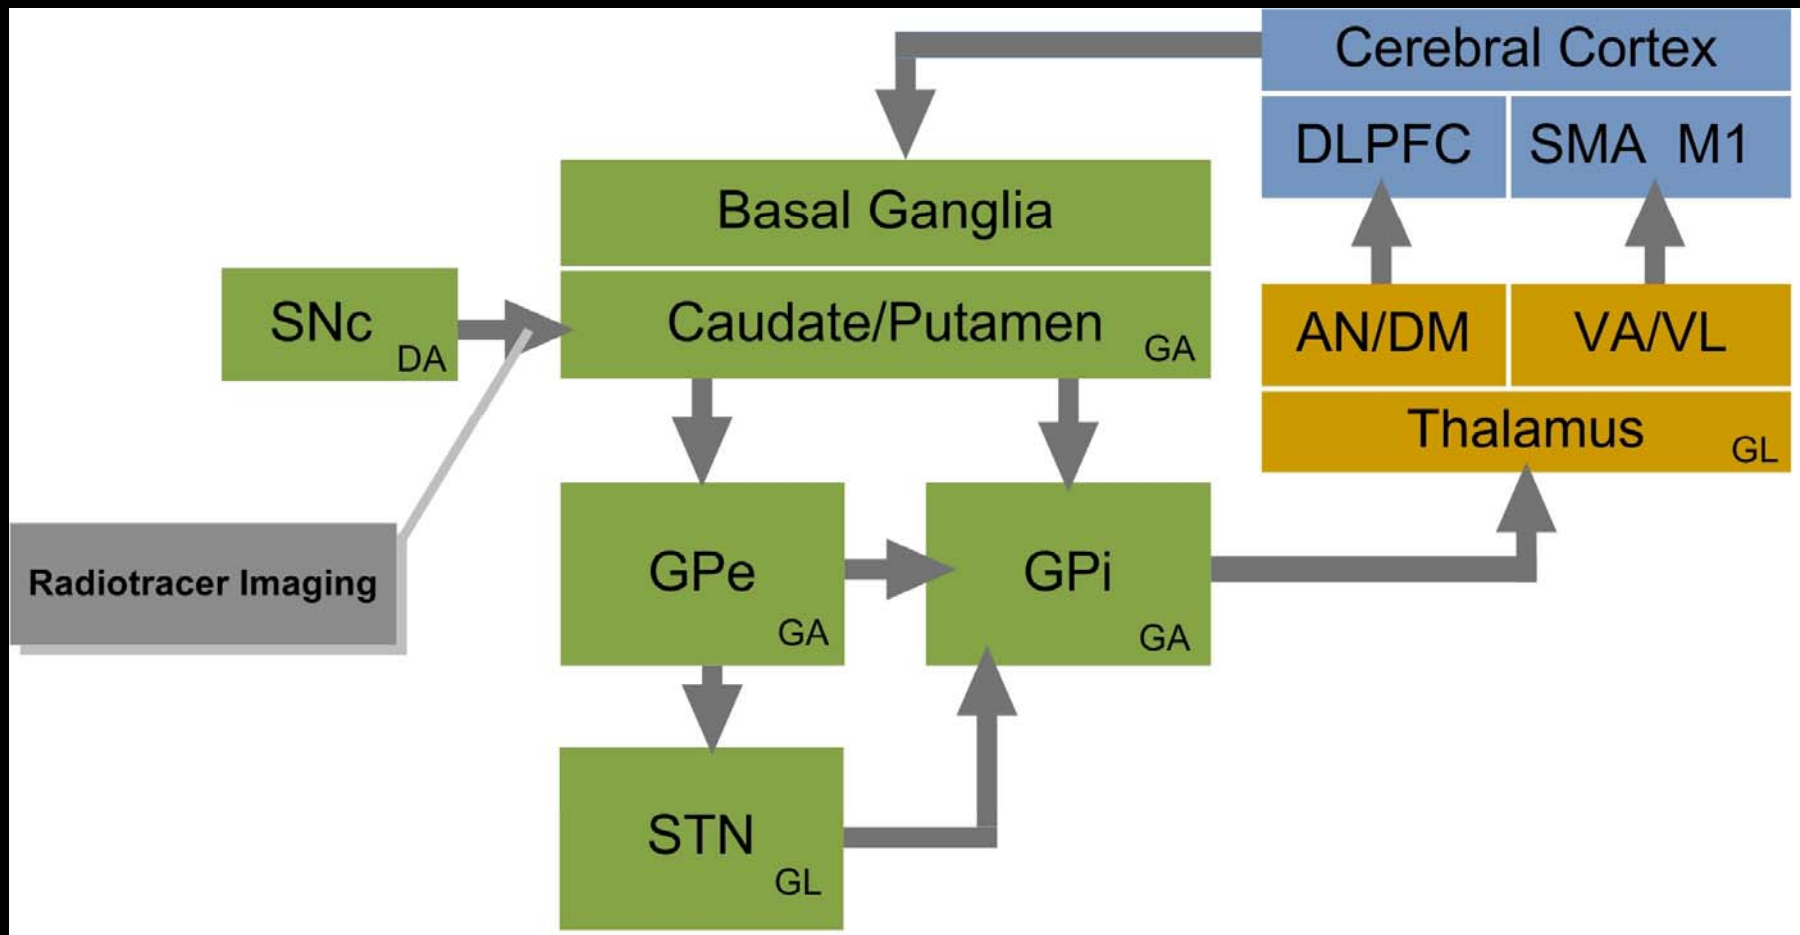 Cerebral Cortex
DLPFC
SMA M1
Basal Ganglia
SNc
DA
Caudate/Putamen
GA
AN/DM
VA/VL
Thalamus
GL
Radiotracer Imaging
GPe
GA
GPi
GA
STN
GL